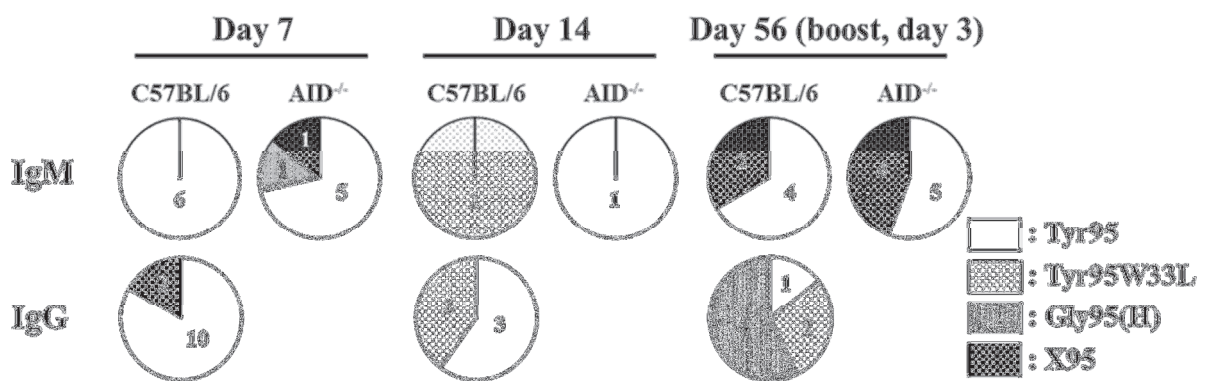 Day 7 Day 14 Day 56 (boost, day 3)
C57BL/6 AID-/- C57BL/6 AID-/- C57BL/6 AID-/-
IgM 6 1 1 5 2 1 4 5
IgG 10 3 1 2
: Tyr95
: Tyr95W33L
: Gly95(H)
: X95